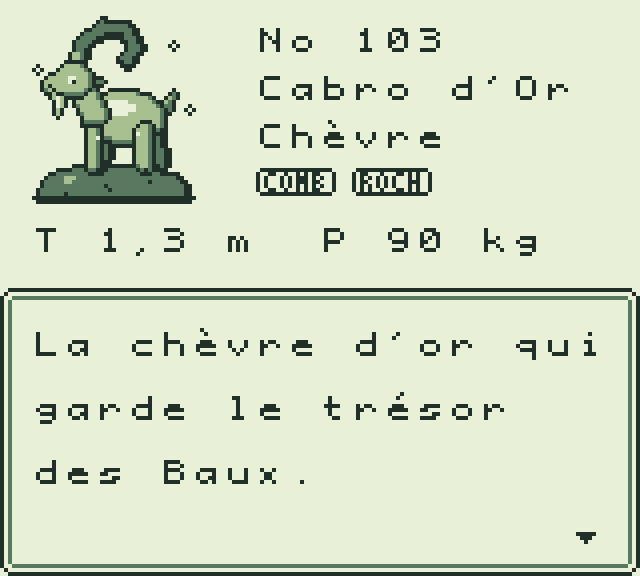 No 103
Cabro d'Or
Chèvre
COMB ROCH
T 1,3 m P 90 kg
La chèvre d'or qui
garde le trésor
des Baux.